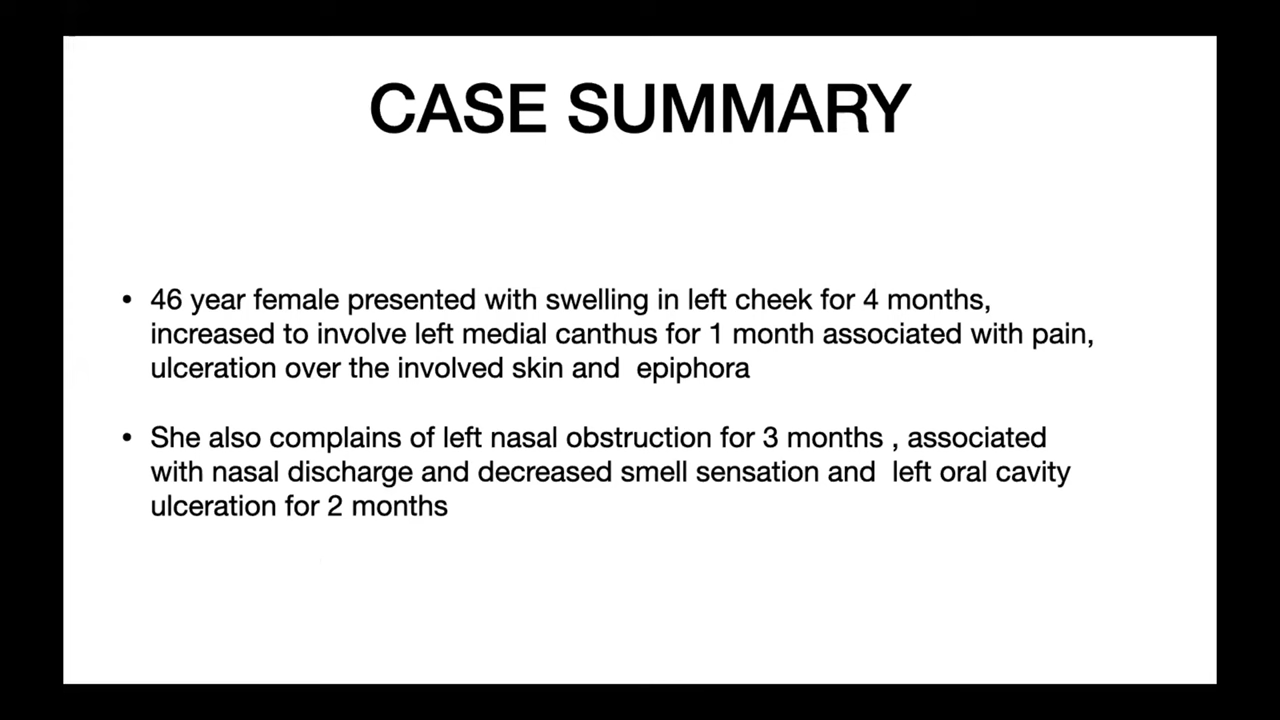 CASE SUMMARY
• 46 year female presented with swelling in left cheek for 4 months,
increased to involve left medial canthus for 1 month associated with pain,
ulceration over the involved skin and  epiphora
• She also complains of left nasal obstruction for 3 months , associated
with nasal discharge and decreased smell sensation and  left oral cavity
ulceration for 2 months